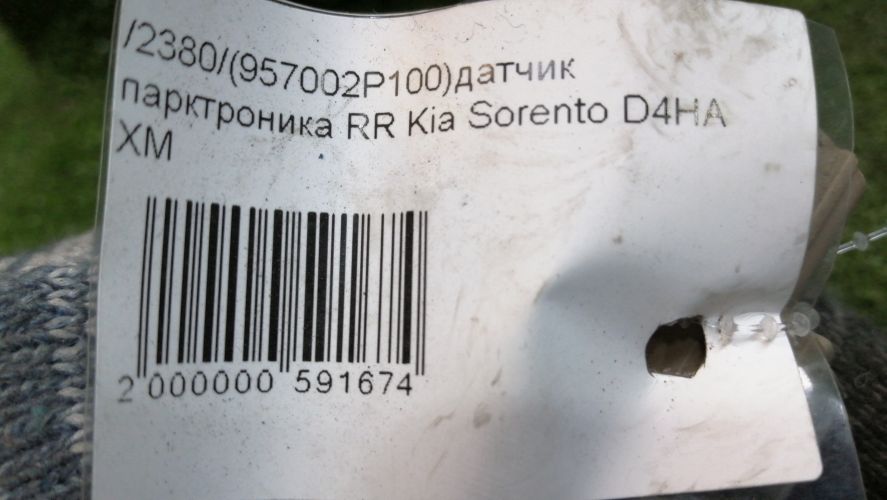 /2380/(957002P100)датчик
парктроника RR Kia Sorento D4HA
XM
2 000000 591674